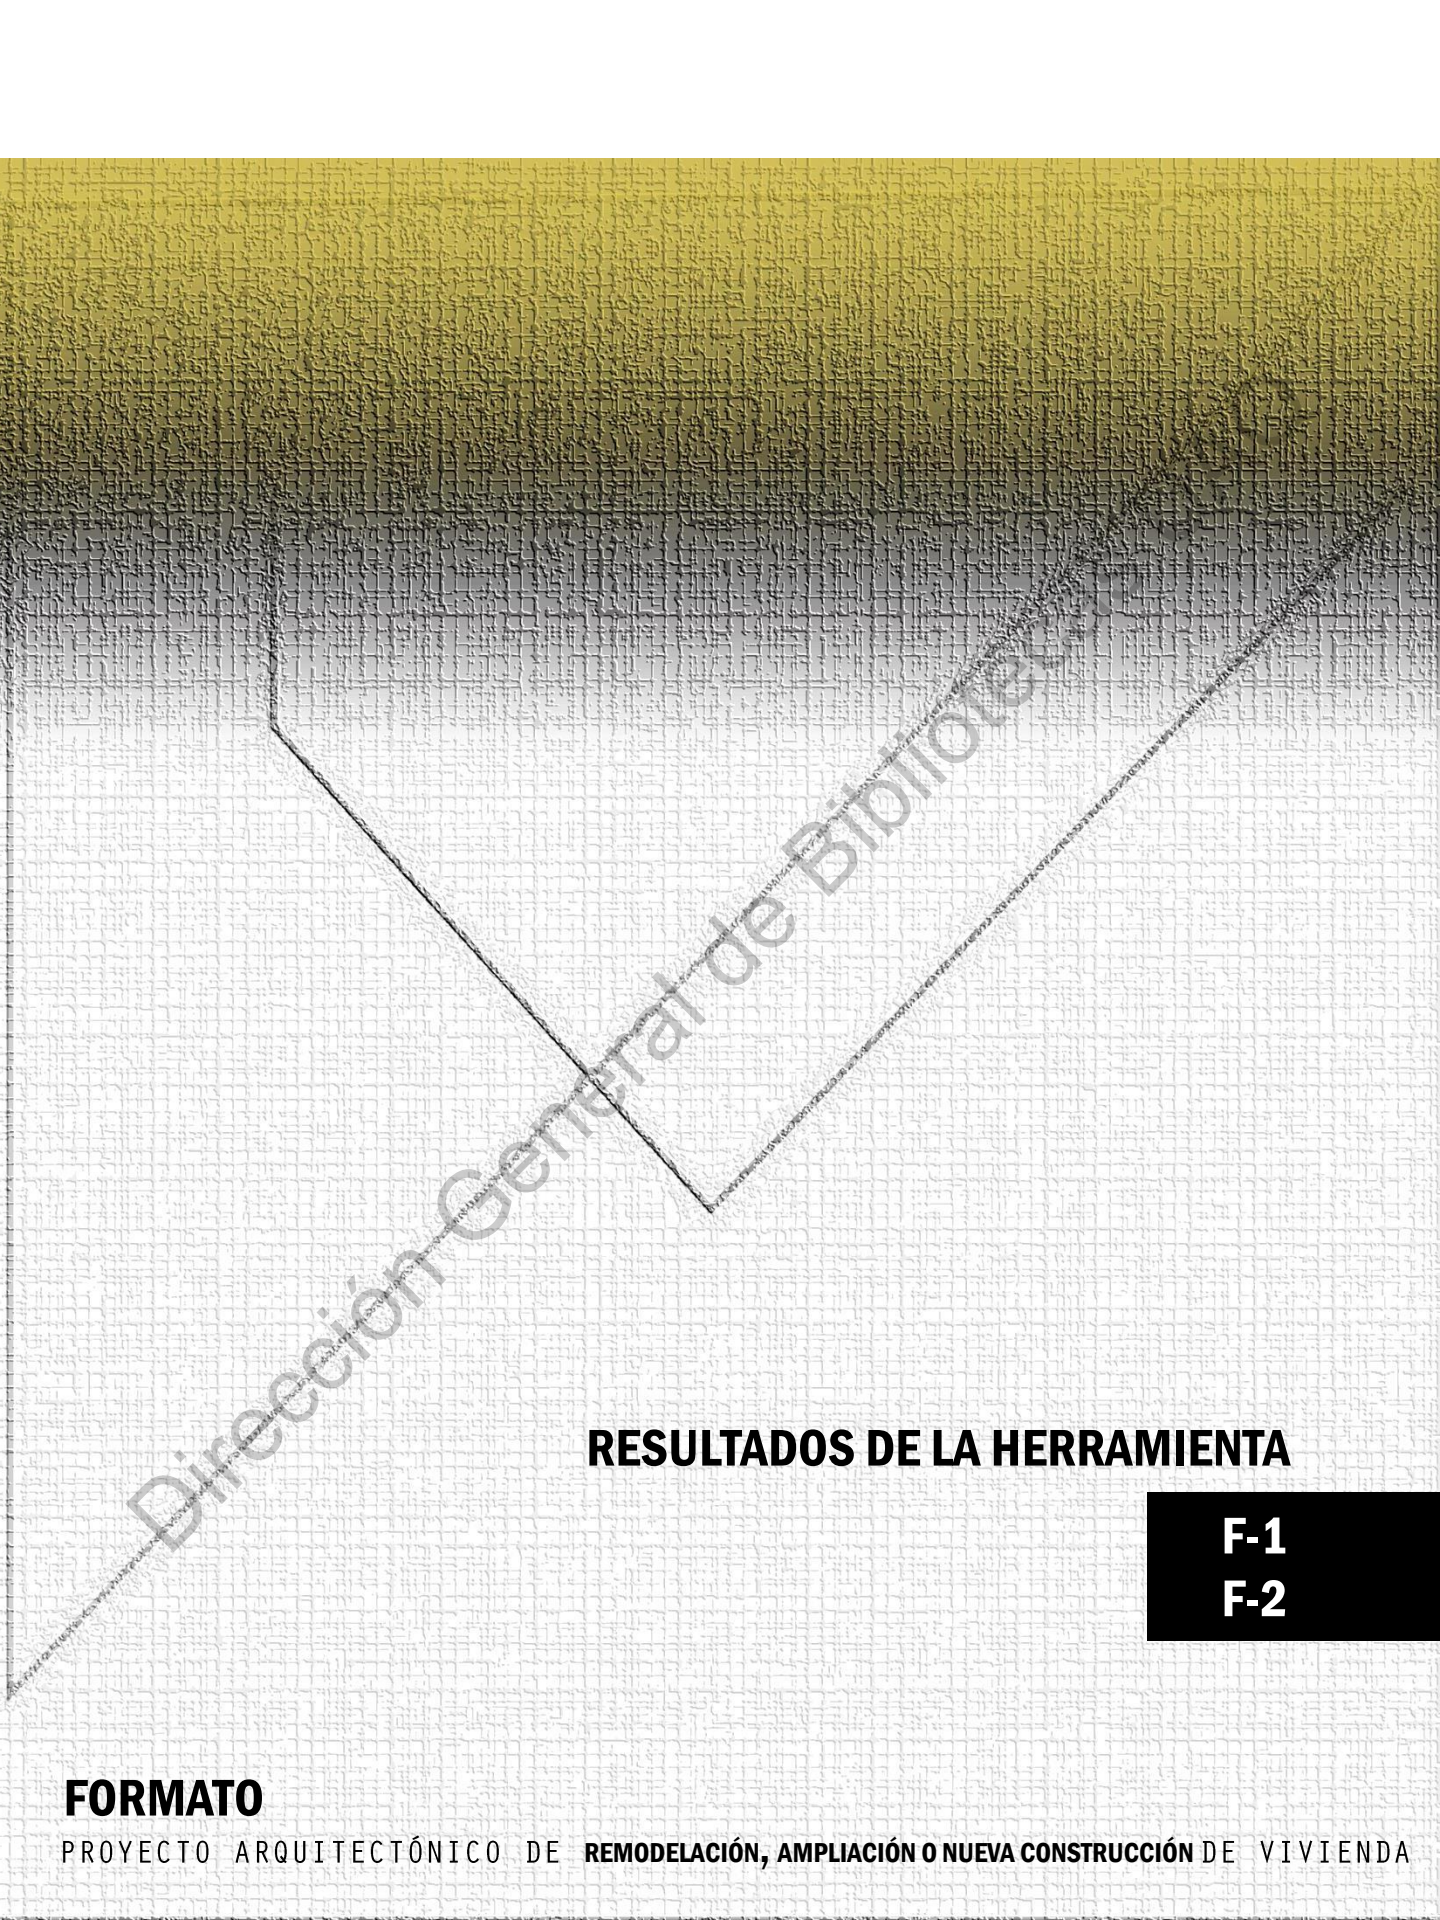 Dirección General de Bibliotecas
RESULTADOS DE LA HERRAMIENTA
F-1
F-2
FORMATO
PROYECTO ARQUITECTÓNICO DE REMODELACIÓN, AMPLIACIÓN O NUEVA CONSTRUCCIÓN DE VIVIENDA